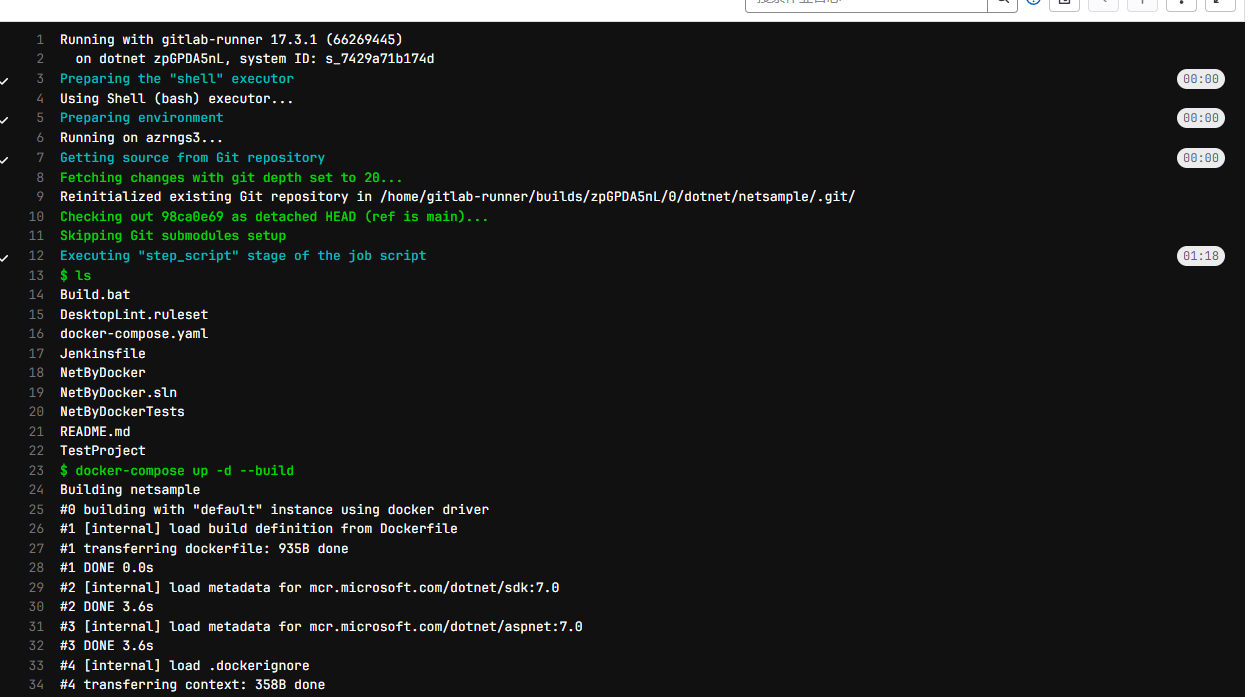 1 Running with gitlab-runner 17.3.1 (66269445)
2 on dotnet zpGPDA5nL, system ID: s_7429a71b174d
3 Preparing the "shell" executor 00:00
4 Using Shell (bash) executor...
5 Preparing environment 00:00
6 Running on azrngs3...
7 Getting source from Git repository 00:00
8 Fetching changes with git depth set to 20...
9 Reinitialized existing Git repository in /home/gitlab-runner/builds/zpGPDA5nL/0/dotnet/netsample/.git/
10 Checking out 98ca0e69 as detached HEAD (ref is main)...
11 Skipping Git submodules setup
12 Executing "step_script" stage of the job script 01:18
13 $ ls
14 Build.bat
15 DesktopLint.ruleset
16 docker-compose.yaml
17 Jenkinsfile
18 NetByDocker
19 NetByDocker.sln
20 NetByDockerTests
21 README.md
22 TestProject
23 $ docker-compose up -d --build
24 Building netsample
25 #0 building with "default" instance using docker driver
26 #1 [internal] load build definition from Dockerfile
27 #1 transferring dockerfile: 935B done
28 #1 DONE 0.0s
29 #2 [internal] load metadata for mcr.microsoft.com/dotnet/sdk:7.0
30 #2 DONE 3.6s
31 #3 [internal] load metadata for mcr.microsoft.com/dotnet/aspnet:7.0
32 #3 DONE 3.6s
33 #4 [internal] load .dockerignore
34 #4 transferring context: 358B done